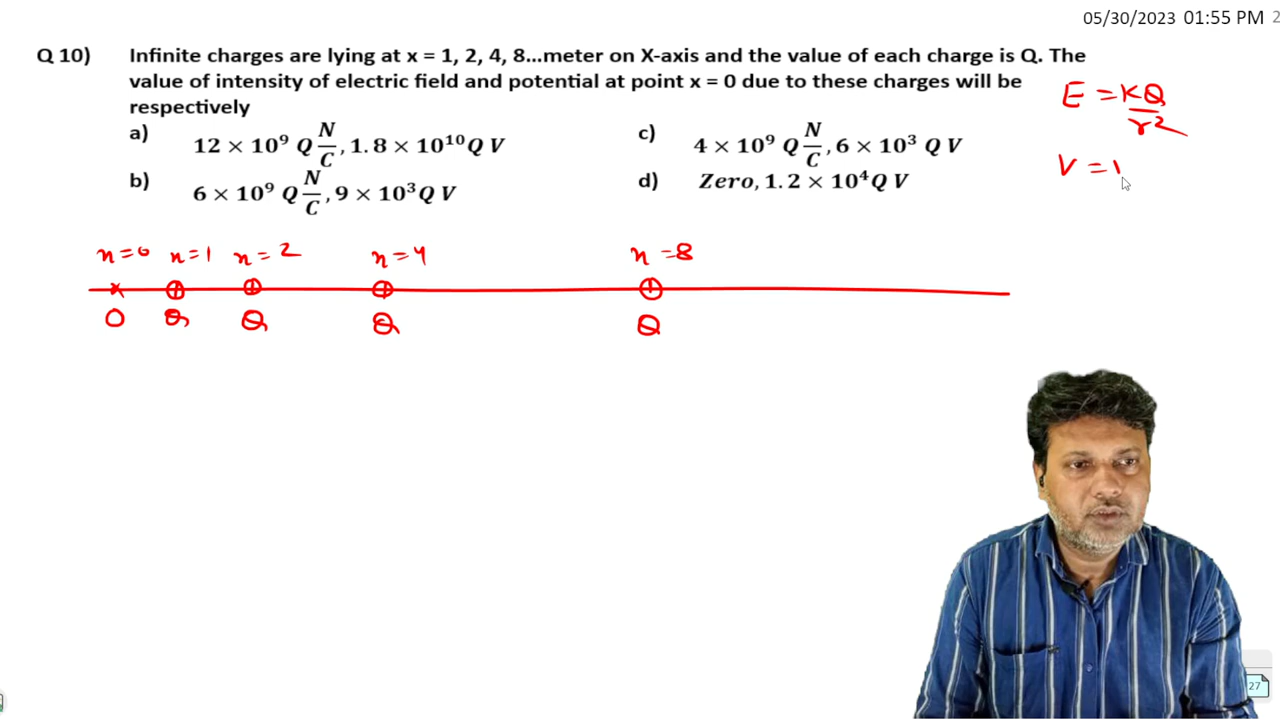 05/30/2023 01:55 PM 2
Q 10) Infinite charges are lying at x = 1, 2, 4, 8...meter on X-axis and the value of each charge is Q. The
value of intensity of electric field and potential at point x = 0 due to these charges will be
respectively
a) 12 × 10⁹ Q N/C, 1.8 × 10¹⁰ Q V
c) 4 × 10⁹ Q N/C, 6 × 10³ Q V
b) 6 × 10⁹ Q N/C, 9 × 10³ Q V
d) Zero, 1.2 × 10⁴ Q V
E = KQ/r²
V = 1
x=0 x=1 x=2 x=4 x=8
O Q Q Q Q
27